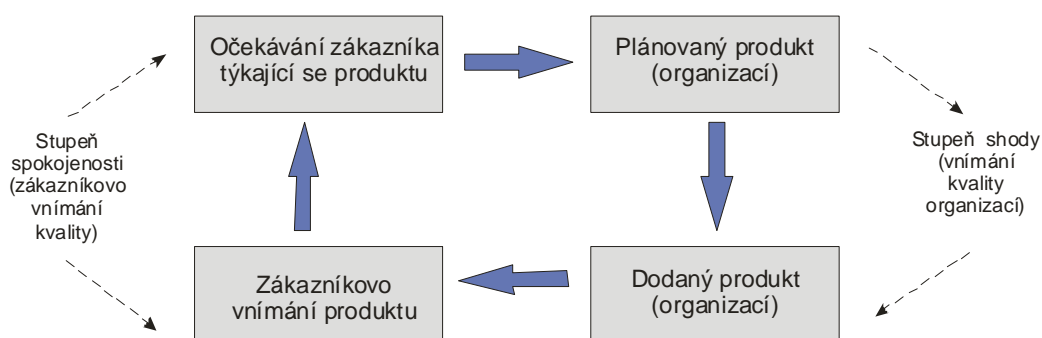 Očekávání zákazníka
týkající se produktu
Plánovaný produkt
(organizací)
Stupeň
spokojenosti
(zákazníkovo
vnímání
kvality)
Stupeň shody
(vnímání
kvality
organizací)
Zákazníkovo
vnímání produktu
Dodaný produkt
(organizací)